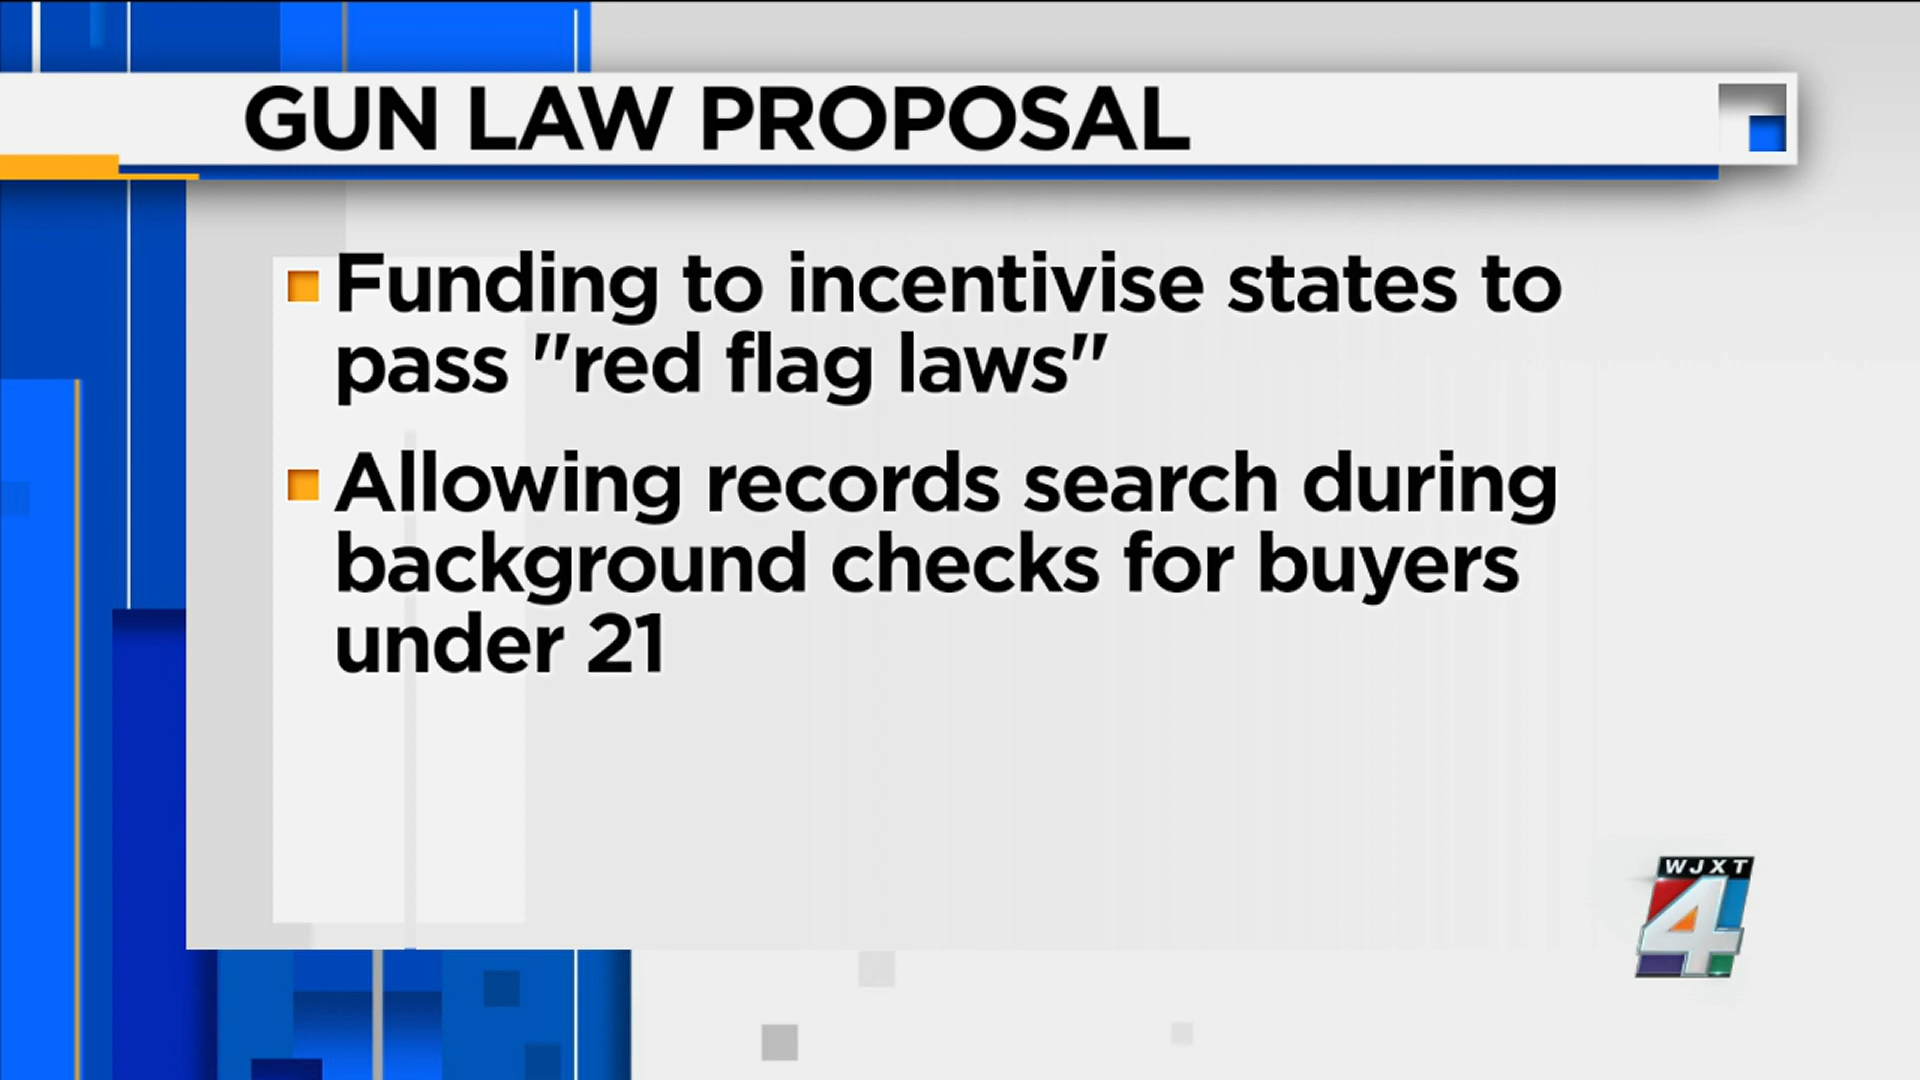 GUN LAW PROPOSAL
Funding to incentivise states to
pass "red flag laws"
Allowing records search during
background checks for buyers
under 21
WJXT
4